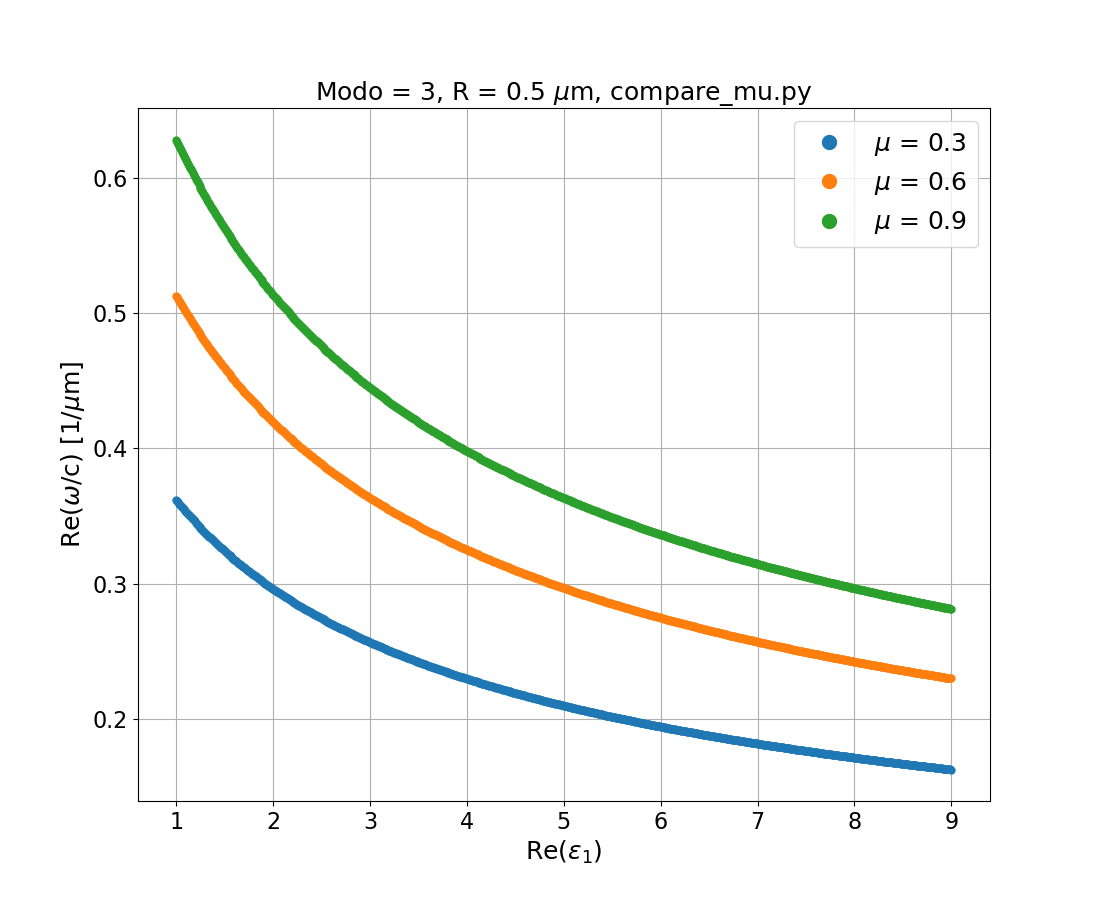 Modo = 3, R = 0.5 μm, compare_mu.py
μ = 0.3
μ = 0.6
μ = 0.9
Re(ω/c) [1/μm]
0.6
0.5
0.4
0.3
0.2
1 2 3 4 5 6 7 8 9
Re(ε₁)